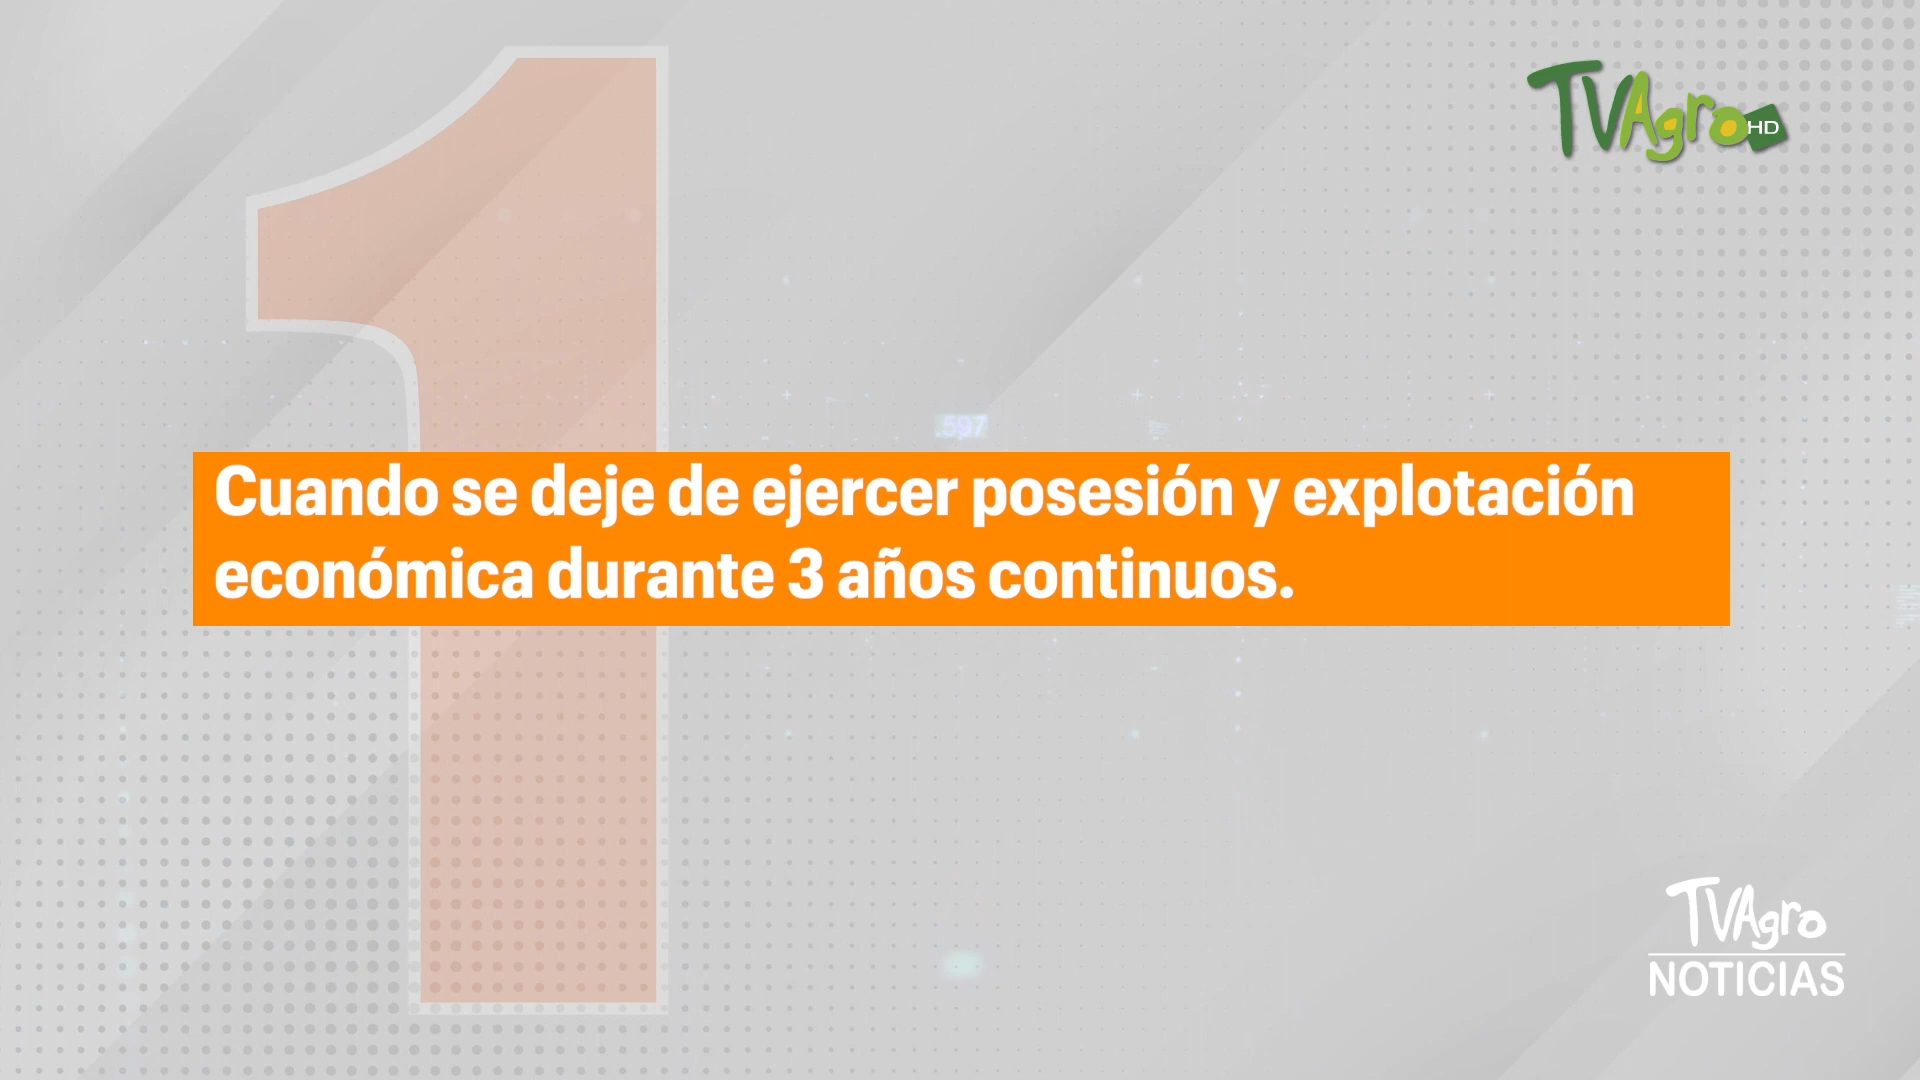 1
TVAgro HD
.597
Cuando se deje de ejercer posesión y explotación
económica durante 3 años continuos.
TVAgro
NOTICIAS